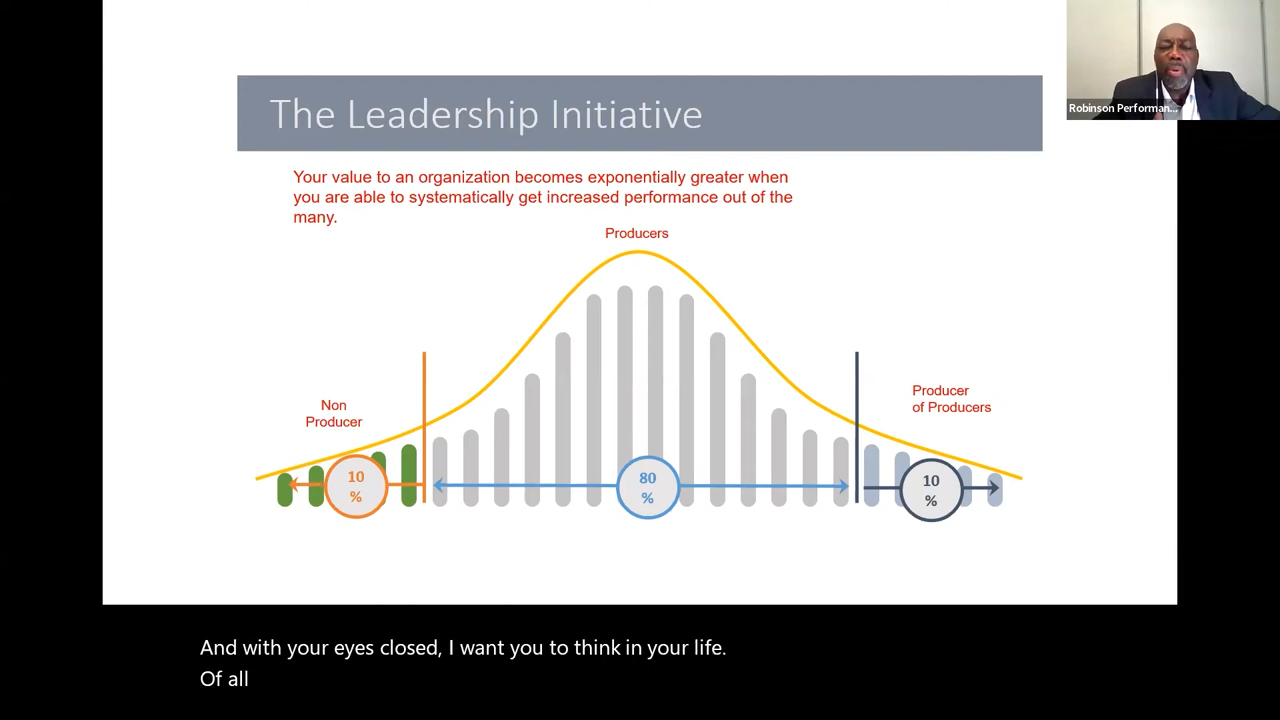 Robinson Performan...
The Leadership Initiative
Your value to an organization becomes exponentially greater when
you are able to systematically get increased performance out of the
many.
Producers
Non
Producer
Producer
of Producers
10
%
80
%
10
%
And with your eyes closed, I want you to think in your life.
Of all